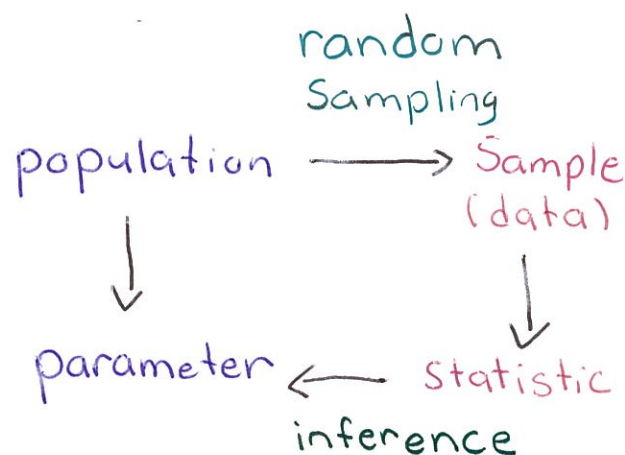 random
Sampling
population
Sample
(data)
parameter
Statistic
inference